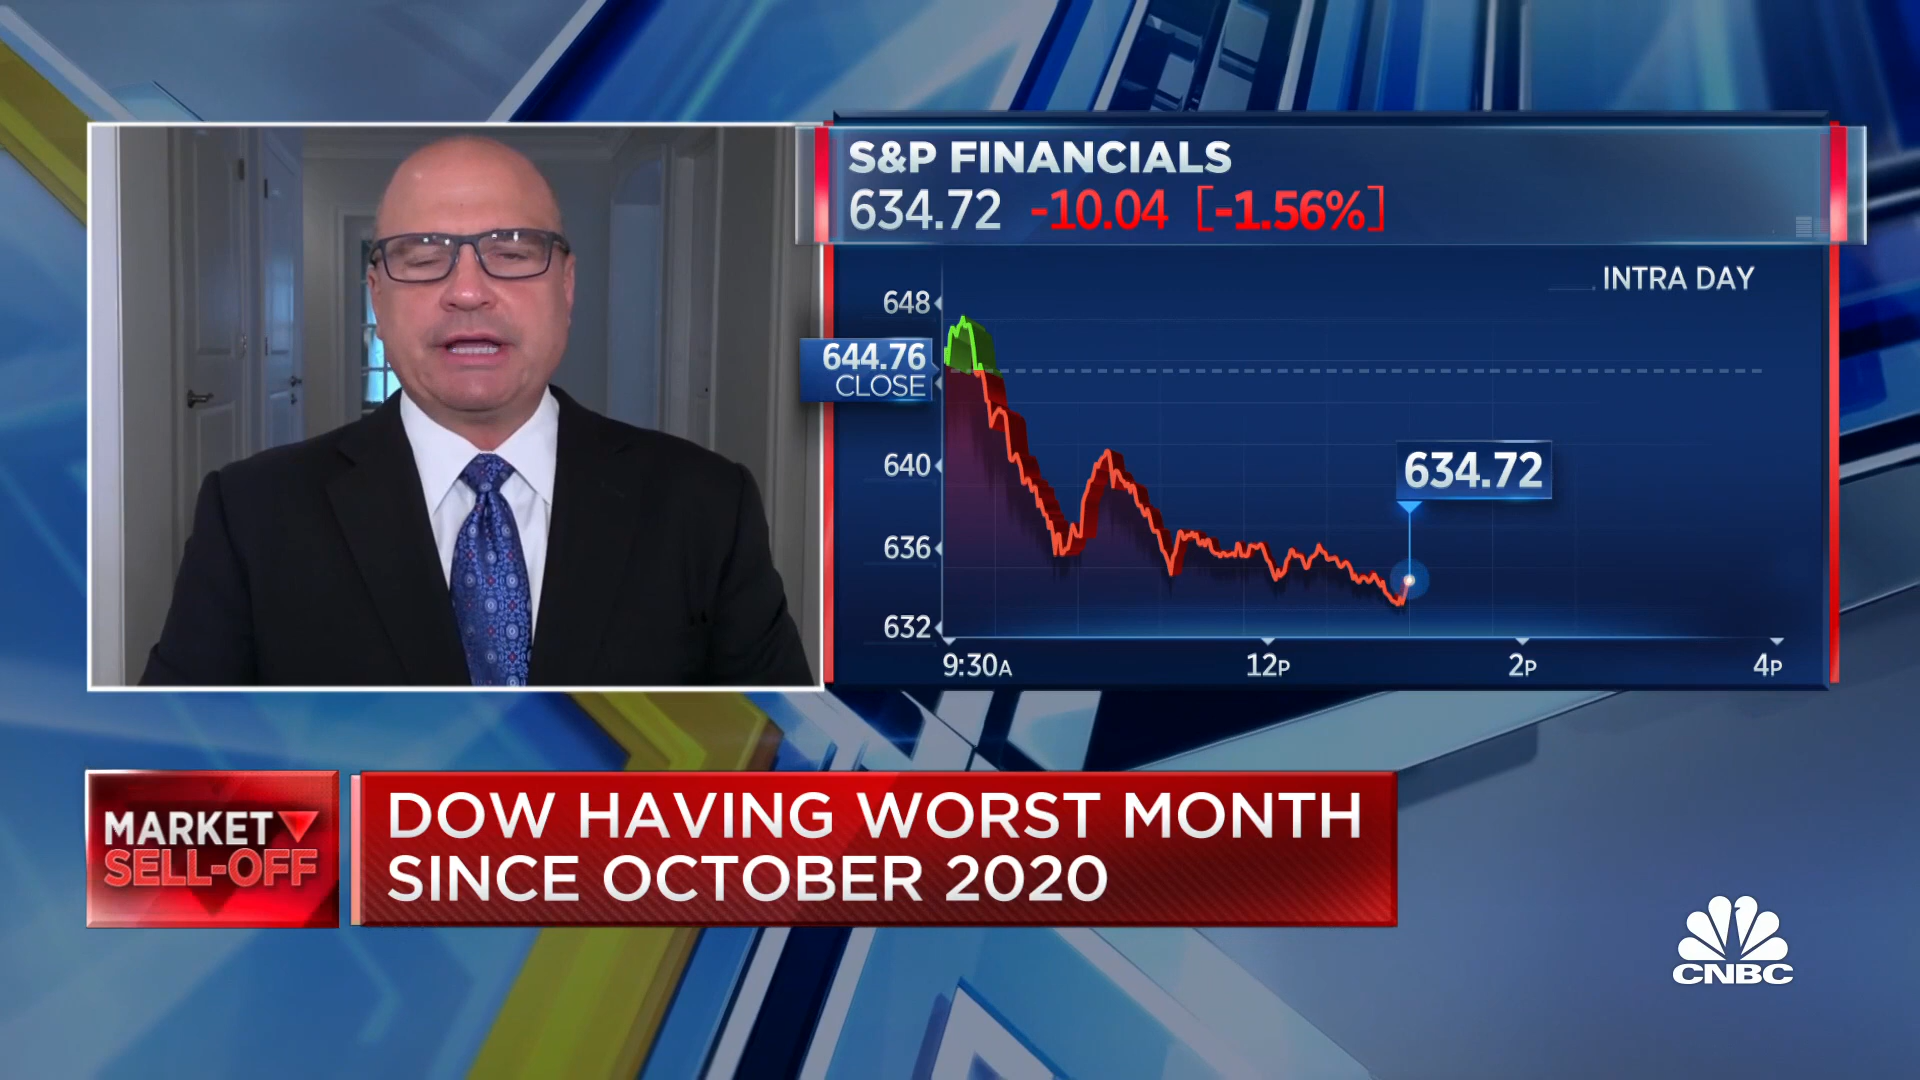 S&P FINANCIALS
634.72 -10.04 [-1.56%]
INTRA DAY
648
644.76
CLOSE
640
636
632
634.72
9:30A 12P 2P 4P
MARKET
SELL-OFF
DOW HAVING WORST MONTH
SINCE OCTOBER 2020
CNBC